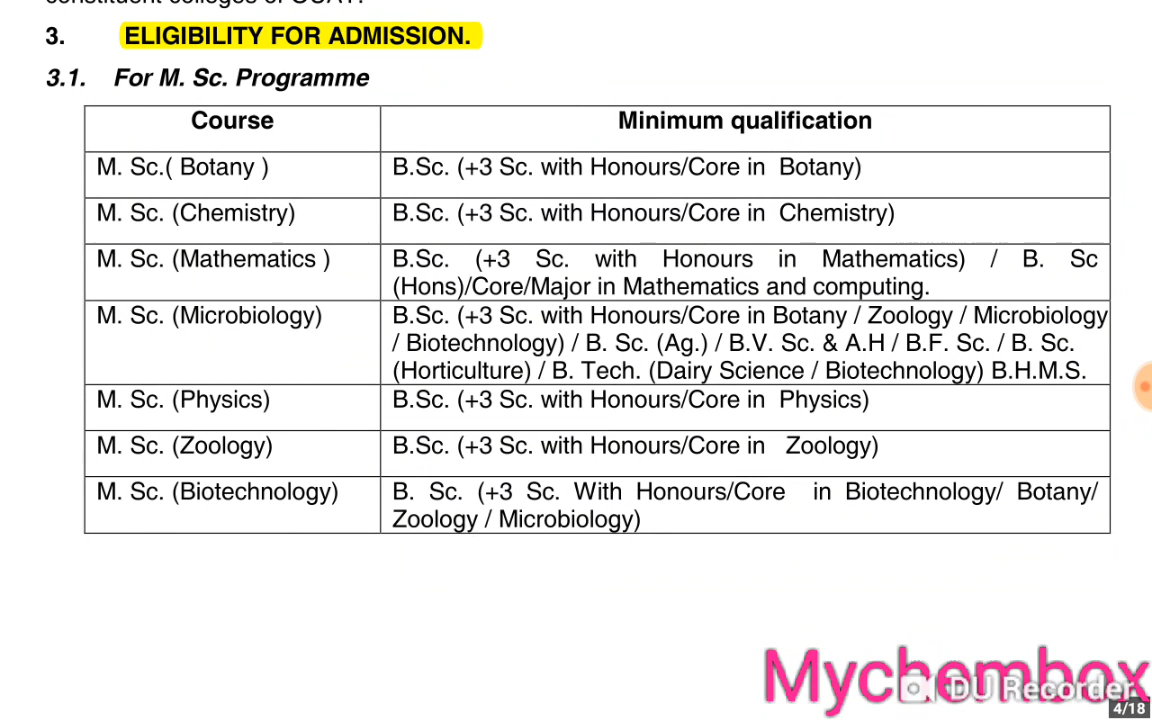 3. ELIGIBILITY FOR ADMISSION.
3.1. For M. Sc. Programme
Course Minimum qualification
M. Sc.( Botany ) B.Sc. (+3 Sc. with Honours/Core in Botany)
M. Sc. (Chemistry) B.Sc. (+3 Sc. with Honours/Core in Chemistry)
M. Sc. (Mathematics ) B.Sc. (+3 Sc. with Honours in Mathematics) / B. Sc
(Hons)/Core/Major in Mathematics and computing.
M. Sc. (Microbiology) B.Sc. (+3 Sc. with Honours/Core in Botany / Zoology / Microbiology
/ Biotechnology) / B. Sc. (Ag.) / B.V. Sc. & A.H / B.F. Sc. / B. Sc.
(Horticulture) / B. Tech. (Dairy Science / Biotechnology) B.H.M.S.
M. Sc. (Physics) B.Sc. (+3 Sc. with Honours/Core in Physics)
M. Sc. (Zoology) B.Sc. (+3 Sc. with Honours/Core in Zoology)
M. Sc. (Biotechnology) B. Sc. (+3 Sc. With Honours/Core in Biotechnology/ Botany/
Zoology / Microbiology)
Mychembox
DU Recorder
4/18